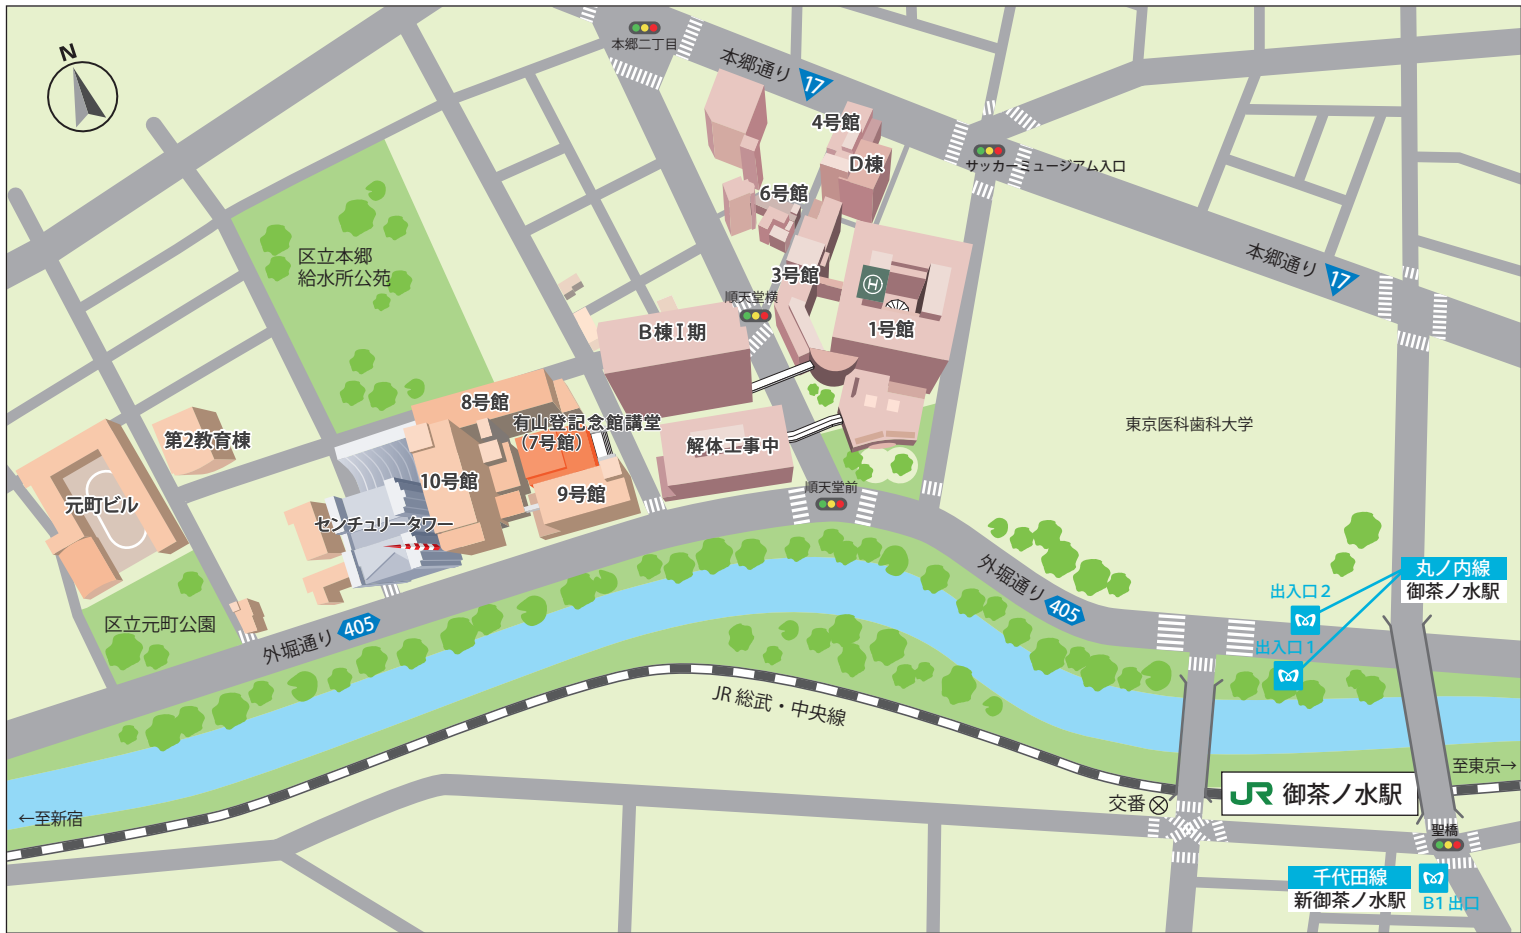 N
本郷二丁目
本郷通り
17
4号館
D棟
サッカーミュージアム入口
6号館
区立本郷
給水所公苑
3号館
H
本郷通り
17
順天堂横
B棟Ⅰ期
1号館
8号館
有山登記念館講堂
(7号館)
東京医科歯科大学
第2教育棟
解体工事中
10号館
9号館
元町ビル
順天堂前
センチュリータワー
外堀通り
405
丸ノ内線
御茶ノ水駅
出入口2
区立元町公園
外堀通り
405
出入口1
JR 総武・中央線
至東京→
JR 御茶ノ水駅
交番
←至新宿
聖橋
千代田線
新御茶ノ水駅
B1出口